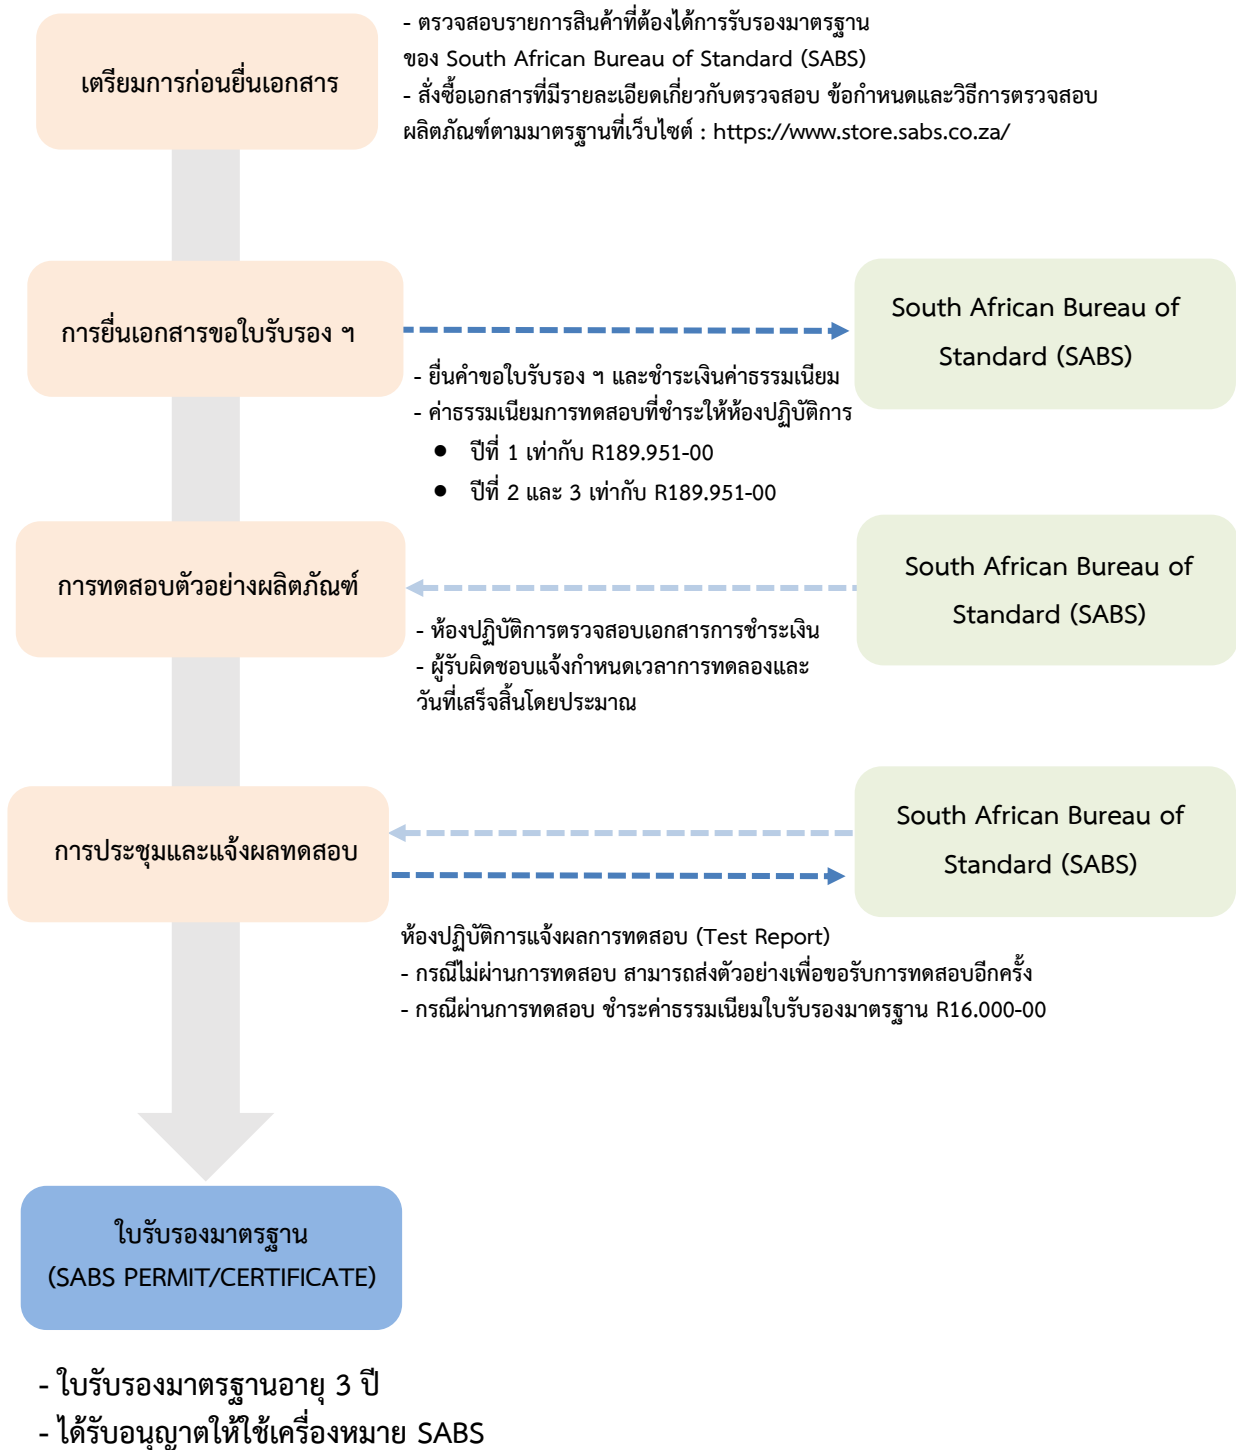 เตรียมการก่อนยื่นเอกสาร
- ตรวจสอบรายการสินค้าที่ต้องได้การรับรองมาตรฐาน
ของ South African Bureau of Standard (SABS)
- สั่งซื้อเอกสารที่มีรายละเอียดเกี่ยวกับตรวจสอบ ข้อกำหนดและวิธีการตรวจสอบ
ผลิตภัณฑ์ตามมาตรฐานที่เว็บไซต์ : https://www.store.sabs.co.za/
การยื่นเอกสารขอใบรับรอง ฯ
South African Bureau of
Standard (SABS)
- ยื่นคำขอใบรับรอง ฯ และชำระเงินค่าธรรมเนียม
- ค่าธรรมเนียมการทดสอบที่ชำระให้ห้องปฏิบัติการ
● ปีที่ 1 เท่ากับ R189.951-00
● ปีที่ 2 และ 3 เท่ากับ R189.951-00
การทดสอบตัวอย่างผลิตภัณฑ์
South African Bureau of
Standard (SABS)
- ห้องปฏิบัติการตรวจสอบเอกสารการชำระเงิน
- ผู้รับผิดชอบแจ้งกำหนดเวลาการทดลองและ
วันที่เสร็จสิ้นโดยประมาณ
การประชุมและแจ้งผลทดสอบ
South African Bureau of
Standard (SABS)
ห้องปฏิบัติการแจ้งผลการทดสอบ (Test Report)
- กรณีไม่ผ่านการทดสอบ สามารถส่งตัวอย่างเพื่อขอรับการทดสอบอีกครั้ง
- กรณีผ่านการทดสอบ ชำระค่าธรรมเนียมใบรับรองมาตรฐาน R16.000-00
ใบรับรองมาตรฐาน
(SABS PERMIT/CERTIFICATE)
- ใบรับรองมาตรฐานอายุ 3 ปี
- ได้รับอนุญาตให้ใช้เครื่องหมาย SABS